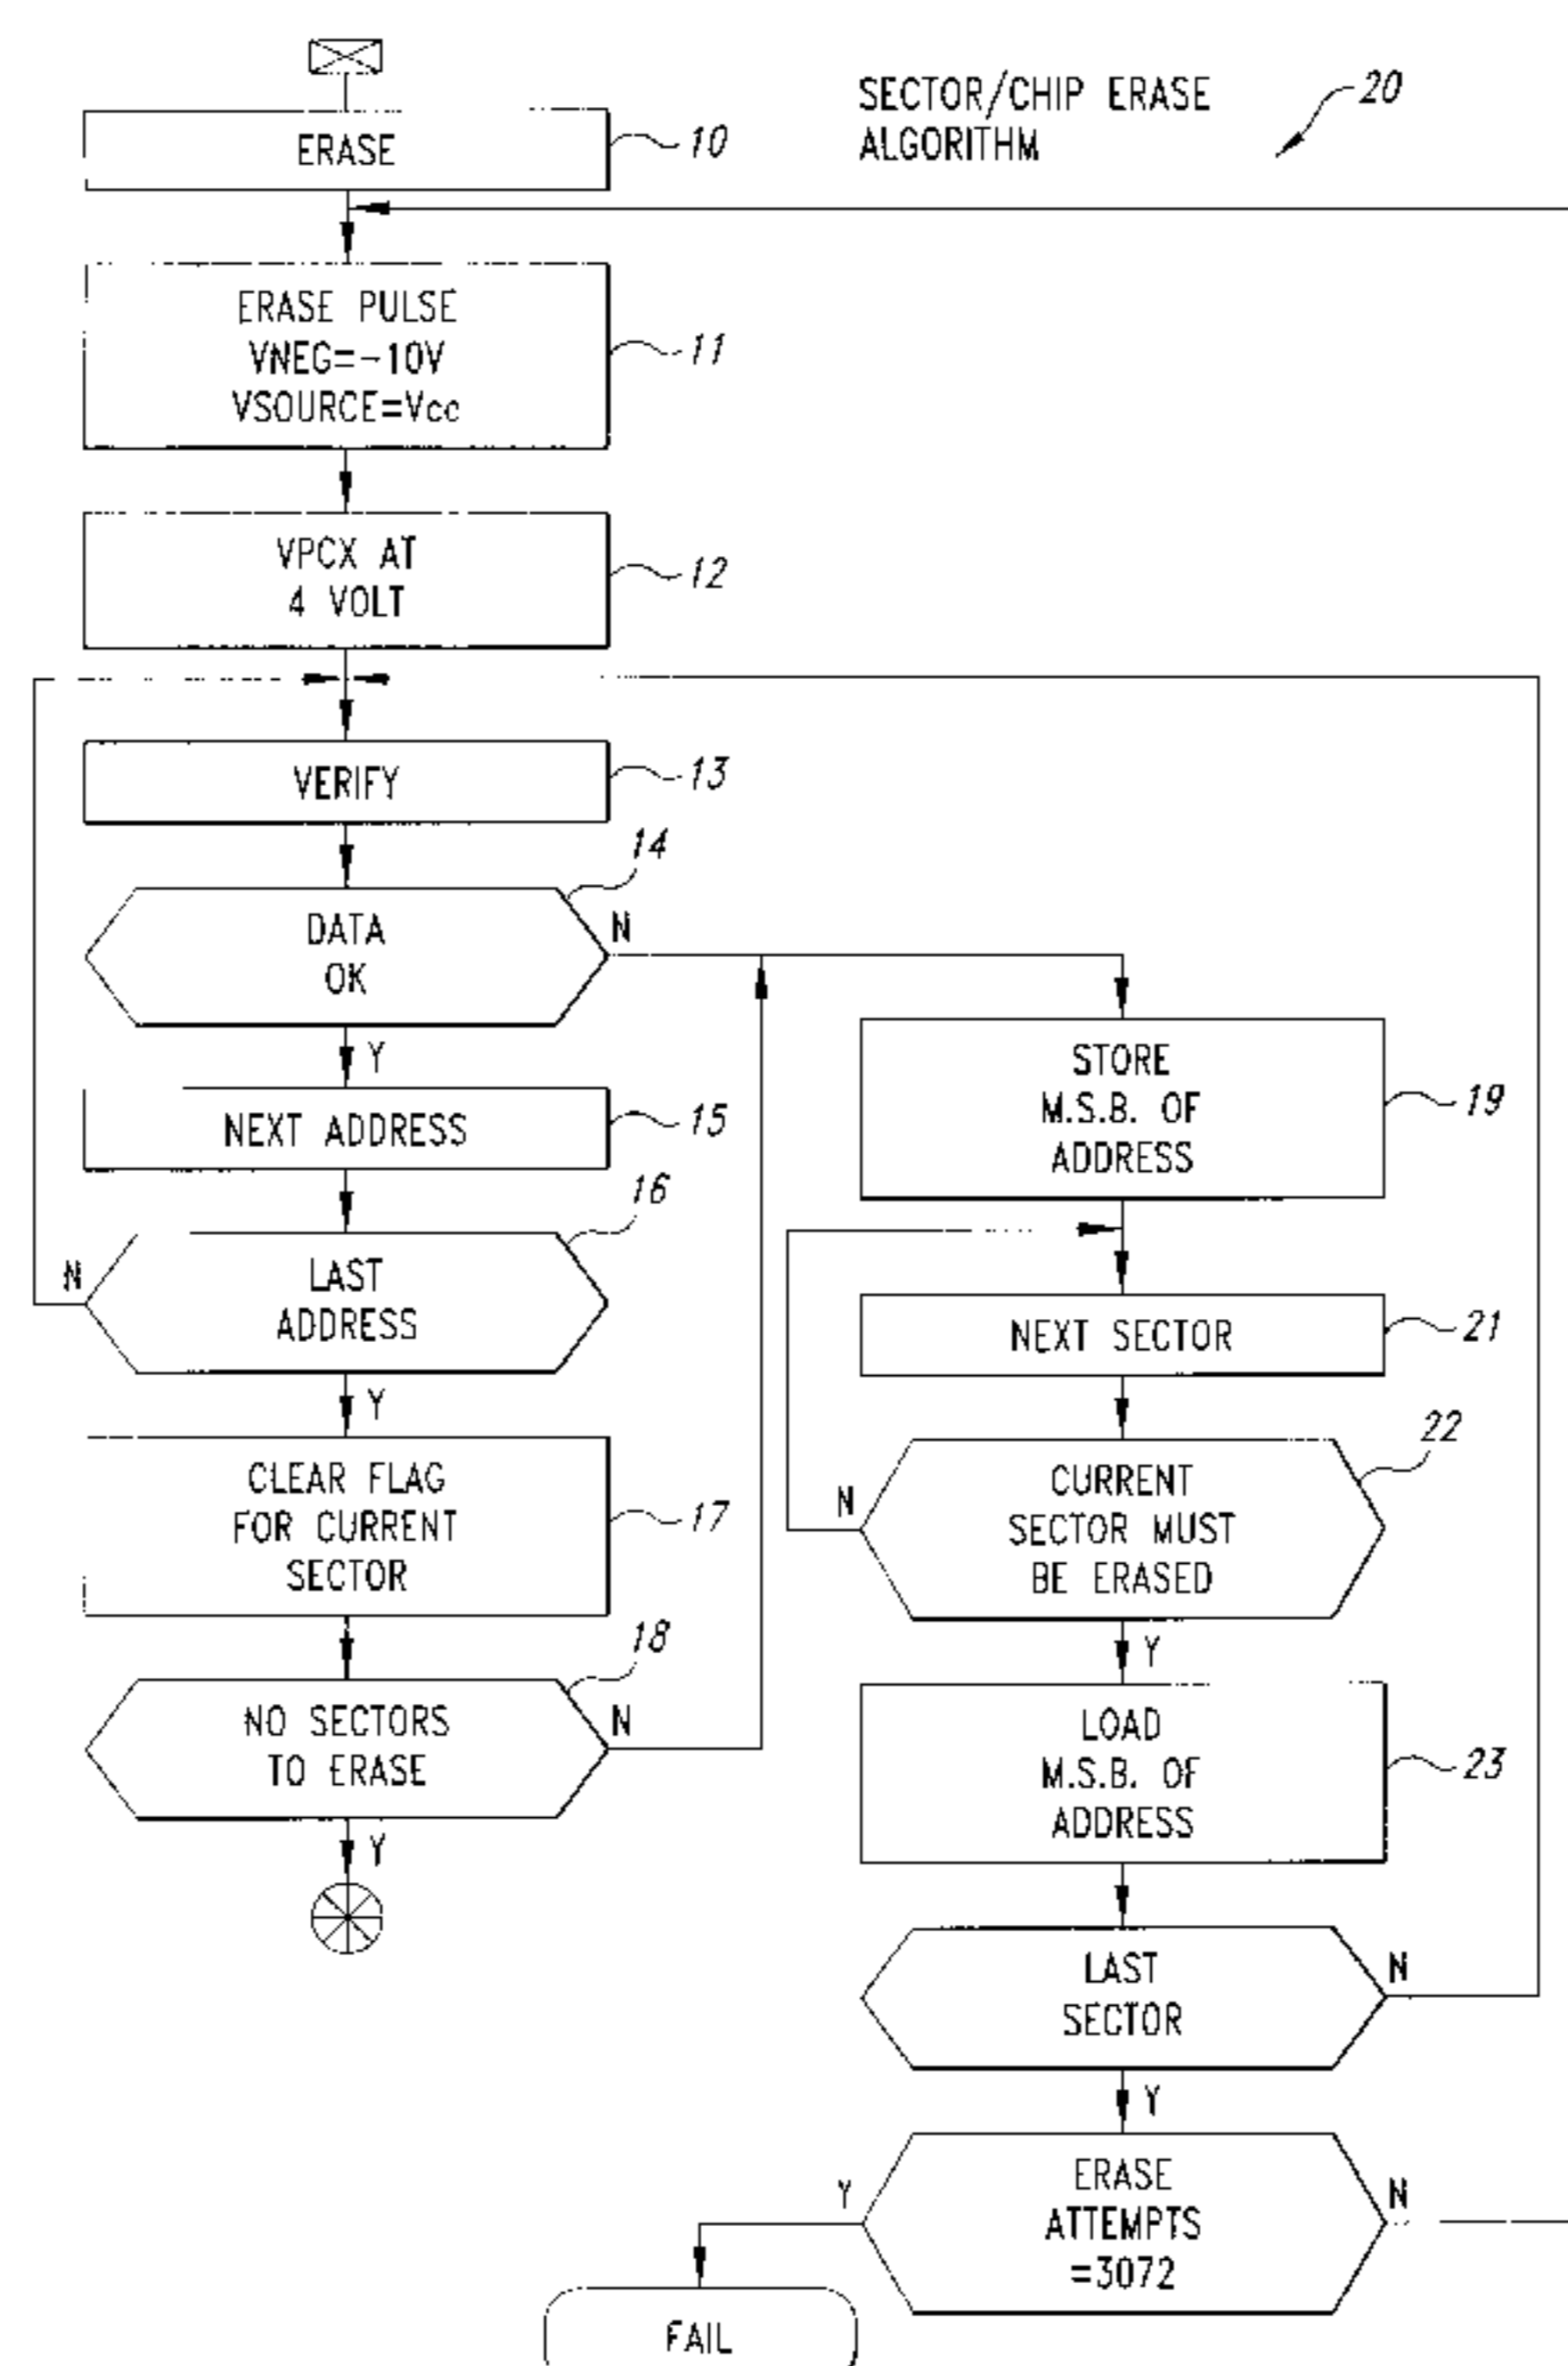 SECTOR/CHIP ERASE
ALGORITHM
20
ERASE
10
ERASE PULSE
VNEG=-10V
VSOURCE=Vcc
11
VPCX AT
4 VOLT
12
VERIFY
13
14
DATA
OK
N
Y
NEXT ADDRESS
15
16
LAST
ADDRESS
N
Y
CLEAR FLAG
FOR CURRENT
SECTOR
17
18
NO SECTORS
TO ERASE
N
Y
STORE
M.S.B. OF
ADDRESS
19
NEXT SECTOR
21
22
CURRENT
SECTOR MUST
BE ERASED
N
Y
LOAD
M.S.B. OF
ADDRESS
23
LAST
SECTOR
N
Y
ERASE
ATTEMPTS
=3072
Y
N
FAIL